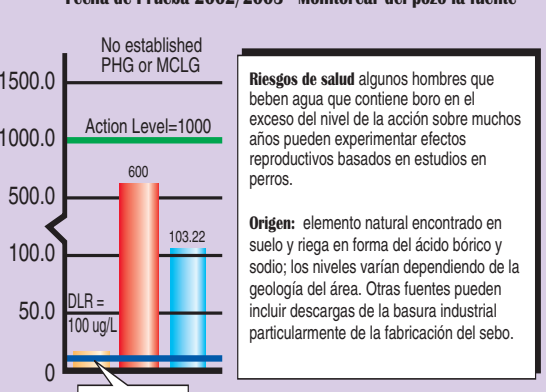 Fecha de Prueba 2002/2003 Monitorear del pozo la fuente
No established
PHG or MCLG
1500.0
Action Level=1000
1000.0
600
500.0
103.22
100.0
DLR =
100 ug/L
50.0
0
Riesgos de salud algunos hombres que
beben agua que contiene boro en el
exceso del nivel de la acción sobre muchos
años pueden experimentar efectos
reproductivos basados en estudios en
perros.
Origen: elemento natural encontrado en
suelo y riega en forma del ácido bórico y
sodio; los niveles varían dependiendo de la
geología del área. Otras fuentes pueden
incluir descargas de la basura industrial
particularmente de la fabricación del sebo.